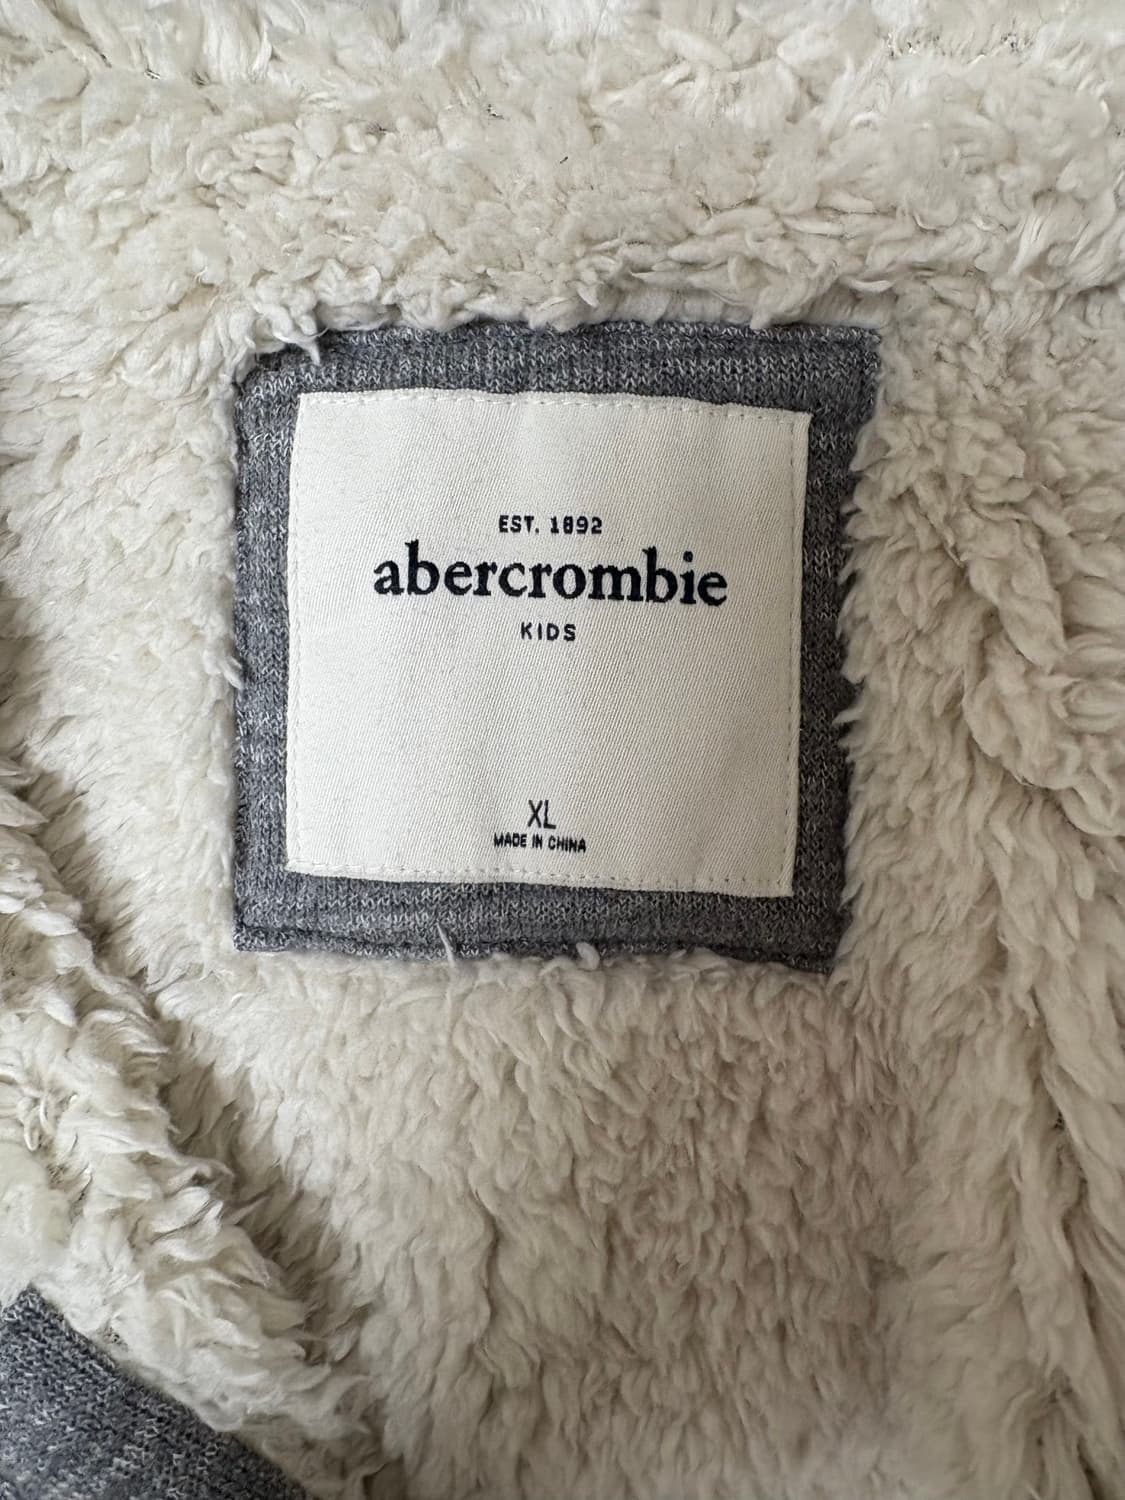 EST. 1892
abercrombie
KIDS
XL
MADE IN CHINA